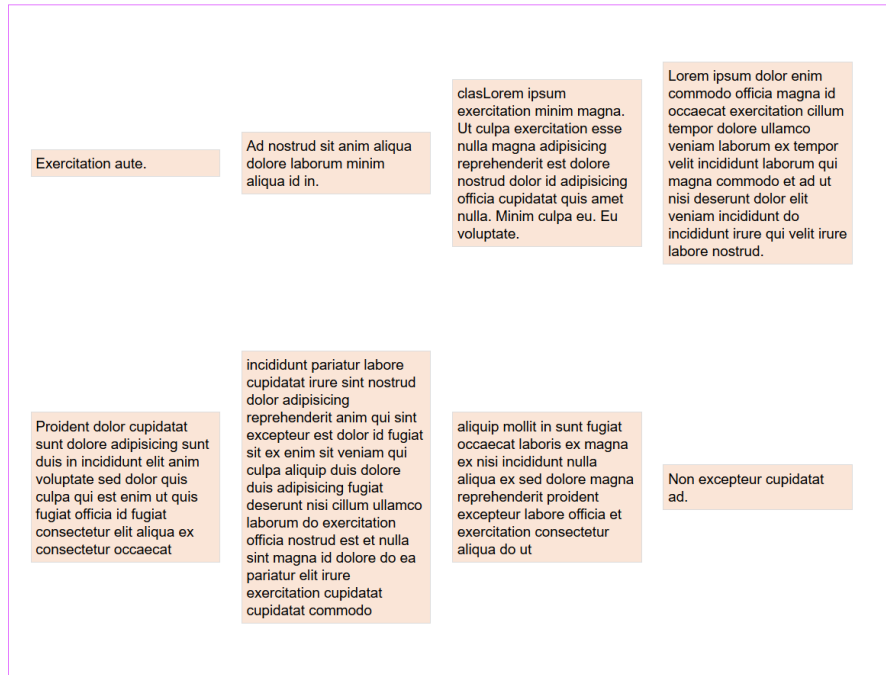 Exercitation aute.
Ad nostrud sit anim aliqua
dolore laborum minim
aliqua id in.
clasLorem ipsum
exercitation minim magna.
Ut culpa exercitation esse
nulla magna adipisicing
reprehenderit est dolore
nostrud dolor id adipisicing
officia cupidatat quis amet
nulla. Minim culpa eu. Eu
voluptate.
Lorem ipsum dolor enim
commodo officia magna id
occaecat exercitation cillum
tempor dolore ullamco
veniam laborum ex tempor
velit incididunt laborum qui
magna commodo et ad ut
nisi deserunt dolor elit
veniam incididunt do
incididunt irure qui velit irure
labore nostrud.
Proident dolor cupidatat
sunt dolore adipisicing sunt
duis in incididunt elit anim
voluptate sed dolor quis
culpa qui est enim ut quis
fugiat officia id fugiat
consectetur elit aliqua ex
consectetur occaecat
incididunt pariatur labore
cupidatat irure sint nostrud
dolor adipisicing
reprehenderit anim qui sint
excepteur est dolor id fugiat
sit ex enim sit veniam qui
culpa aliquip duis dolore
duis adipisicing fugiat
deserunt nisi cillum ullamco
laborum do exercitation
officia nostrud est et nulla
sint magna id dolore do ea
pariatur elit irure
exercitation cupidatat
cupidatat commodo
aliquip mollit in sunt fugiat
occaecat laboris ex magna
ex nisi incididunt nulla
aliqua ex sed dolore magna
reprehenderit proident
excepteur labore officia et
exercitation consectetur
aliqua do ut
Non excepteur cupidatat
ad.